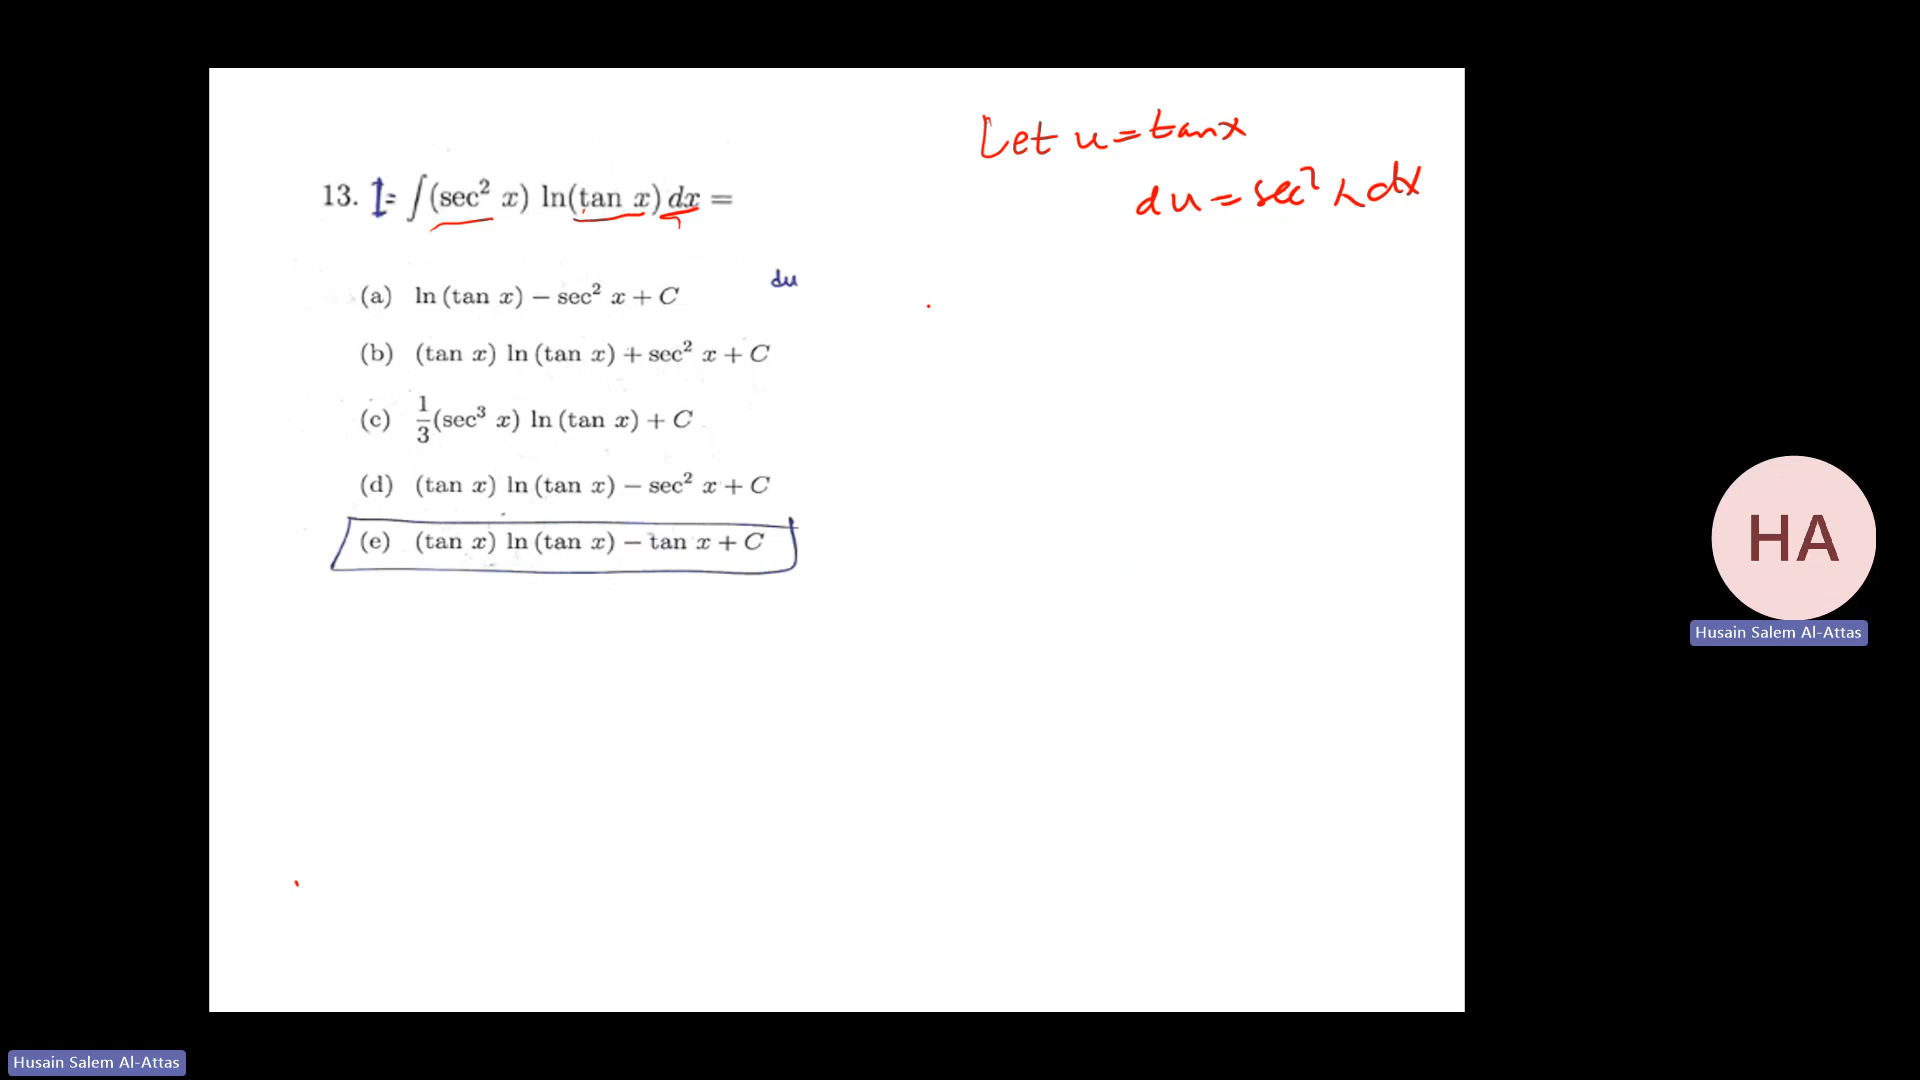 Let u = tan x
du = sec² x dx
13. I = ∫(sec² x) ln(tan x) dx =
du
(a) ln (tan x) − sec² x + C
(b) (tan x) ln (tan x) + sec² x + C
(c) 1/3 (sec³ x) ln (tan x) + C
(d) (tan x) ln (tan x) − sec² x + C
(e) (tan x) ln (tan x) − tan x + C
HA
Husain Salem Al-Attas
Husain Salem Al-Attas